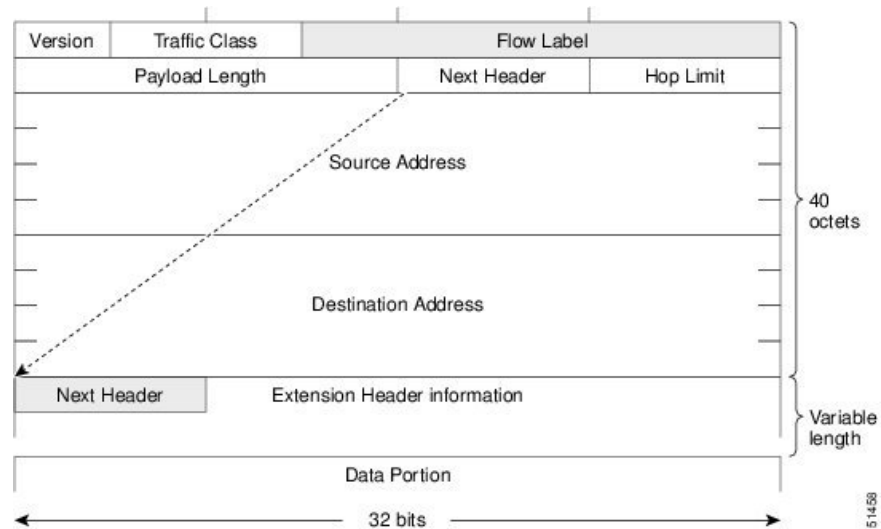 Version Traffic Class Flow Label
Payload Length Next Header Hop Limit
Source Address
40
octets
Destination Address
Next Header Extension Header information
Variable
length
Data Portion
32 bits
51458